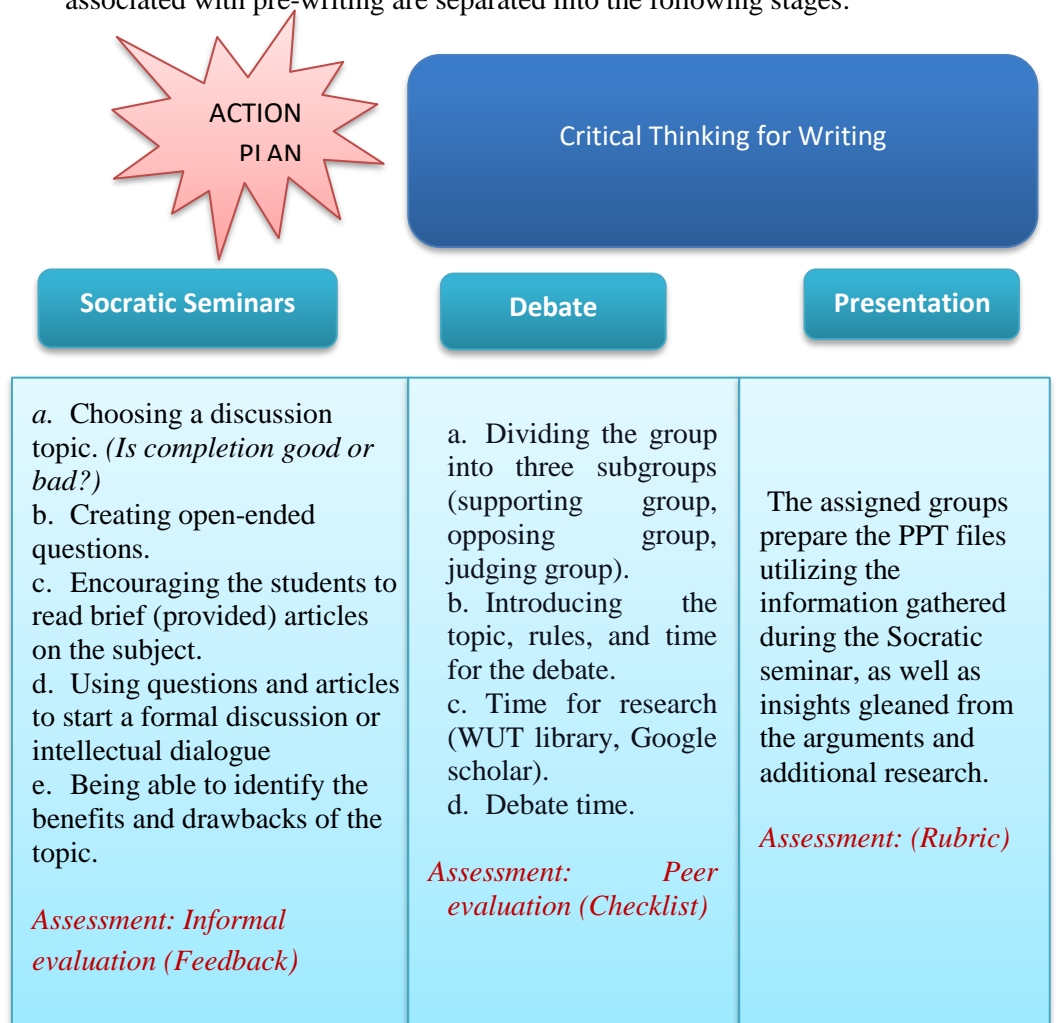 associated with pre-writing are separated into the following stages:
ACTION
PLAN
Critical Thinking for Writing
Socratic Seminars
Debate
Presentation
a. Choosing a discussion
topic. (Is completion good or
bad?)
b. Creating open-ended
questions.
c. Encouraging the students to
read brief (provided) articles
on the subject.
d. Using questions and articles
to start a formal discussion or
intellectual dialogue
e. Being able to identify the
benefits and drawbacks of the
topic.
Assessment: Informal
evaluation (Feedback)
a. Dividing the group
into three subgroups
(supporting group,
opposing group,
judging group).
b. Introducing the
topic, rules, and time
for the debate.
c. Time for research
(WUT library, Google
scholar).
d. Debate time.
Assessment: Peer
evaluation (Checklist)
The assigned groups
prepare the PPT files
utilizing the
information gathered
during the Socratic
seminar, as well as
insights gleaned from
the arguments and
additional research.
Assessment: (Rubric)